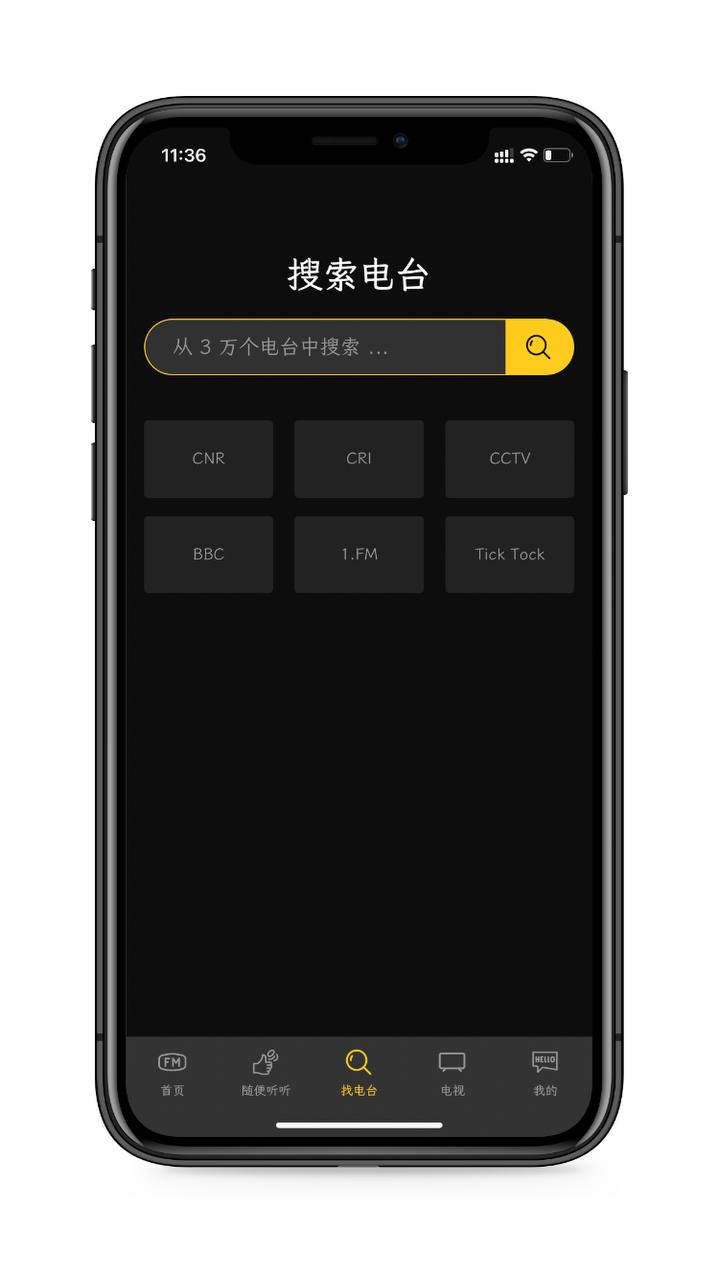 11:36
搜索电台
从 3 万个电台中搜索 ...
CNR CRI CCTV
BBC 1.FM Tick Tock
FM HELLO
首页 随便听听 找电台 电视 我的